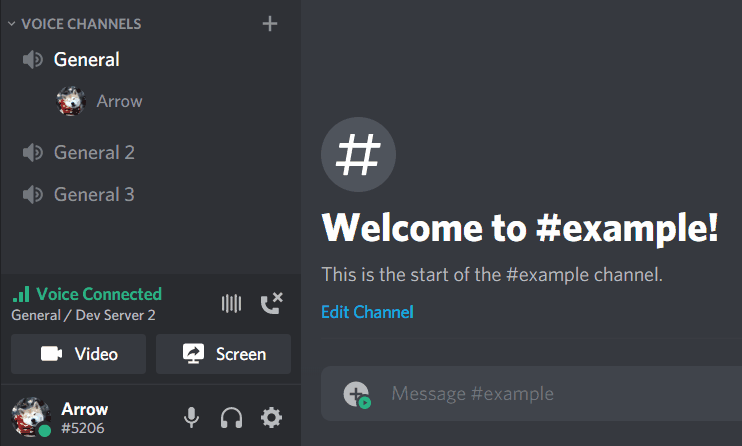 VOICE CHANNELS
General
Arrow
General 2
General 3
Voice Connected
General / Dev Server 2
Video
Screen
Arrow
#5206
#
Welcome to #example!
This is the start of the #example channel.
Edit Channel
Message #example